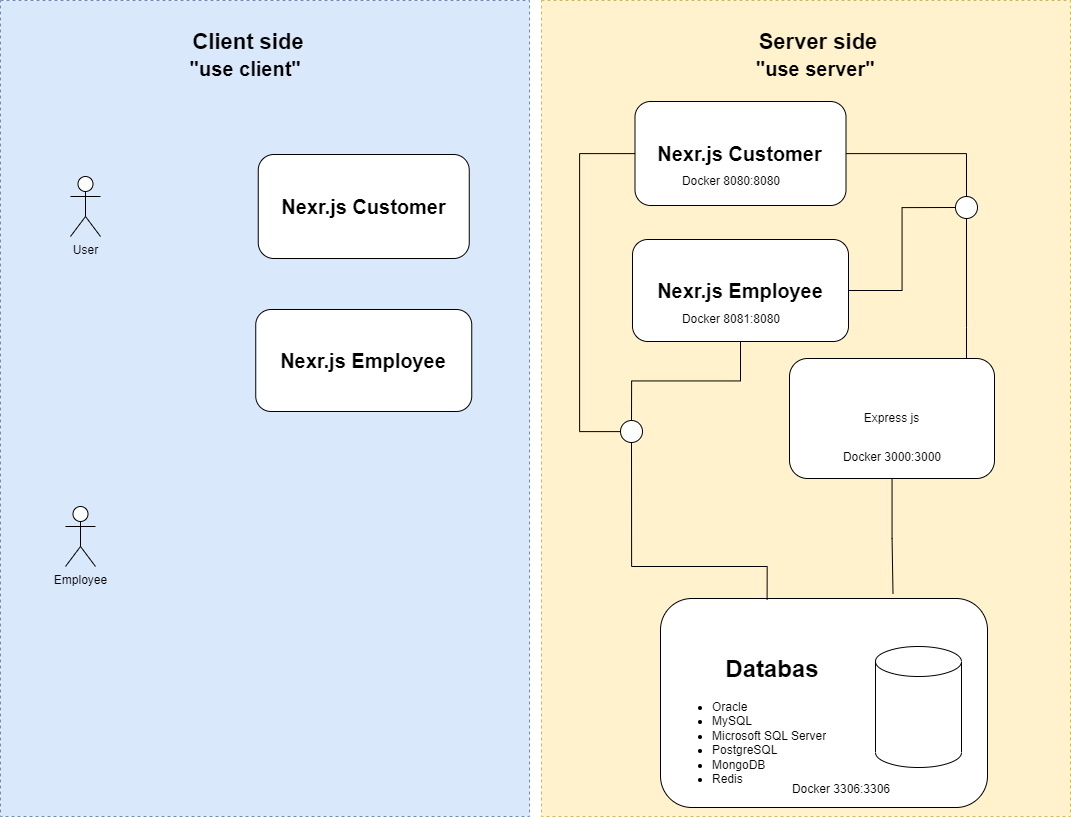 Client side
"use client"
User
Nexr.js Customer
Nexr.js Employee
Employee
Server side
"use server"
Nexr.js Customer
Docker 8080:8080
Nexr.js Employee
Docker 8081:8080
Express js
Docker 3000:3000
Databas
Oracle
MySQL
Microsoft SQL Server
PostgreSQL
MongoDB
Redis
Docker 3306:3306